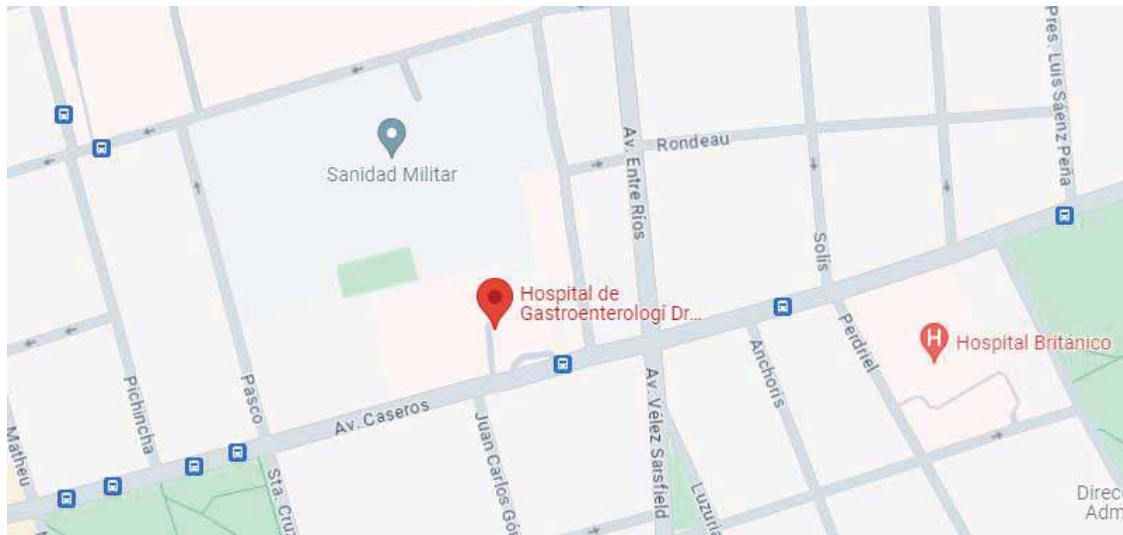 Pres. Luis Sáenz Peña
Av. Entre Ríos
Rondeau
Sanidad Militar
Solís
Hospital de
Gastroenterologí Dr...
H
Hospital Británico
Perdriel
Anchoris
Pichincha
Pasco
Av. Caseros
Av. Vélez Sarsfield
Juan Carlos Gó
Matheu
Sta. Cruz
Luzuria
Direc
Adm